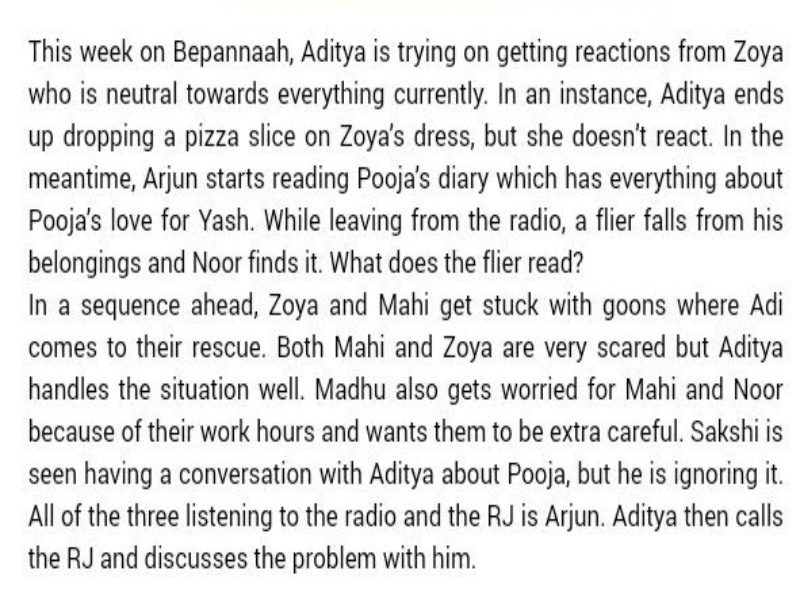 This week on Bepannaah, Aditya is trying on getting reactions from Zoya
who is neutral towards everything currently. In an instance, Aditya ends
up dropping a pizza slice on Zoya's dress, but she doesn't react. In the
meantime, Arjun starts reading Pooja's diary which has everything about
Pooja's love for Yash. While leaving from the radio, a flier falls from his
belongings and Noor finds it. What does the flier read?
In a sequence ahead, Zoya and Mahi get stuck with goons where Adi
comes to their rescue. Both Mahi and Zoya are very scared but Aditya
handles the situation well. Madhu also gets worried for Mahi and Noor
because of their work hours and wants them to be extra careful. Sakshi is
seen having a conversation with Aditya about Pooja, but he is ignoring it.
All of the three listening to the radio and the RJ is Arjun. Aditya then calls
the RJ and discusses the problem with him.